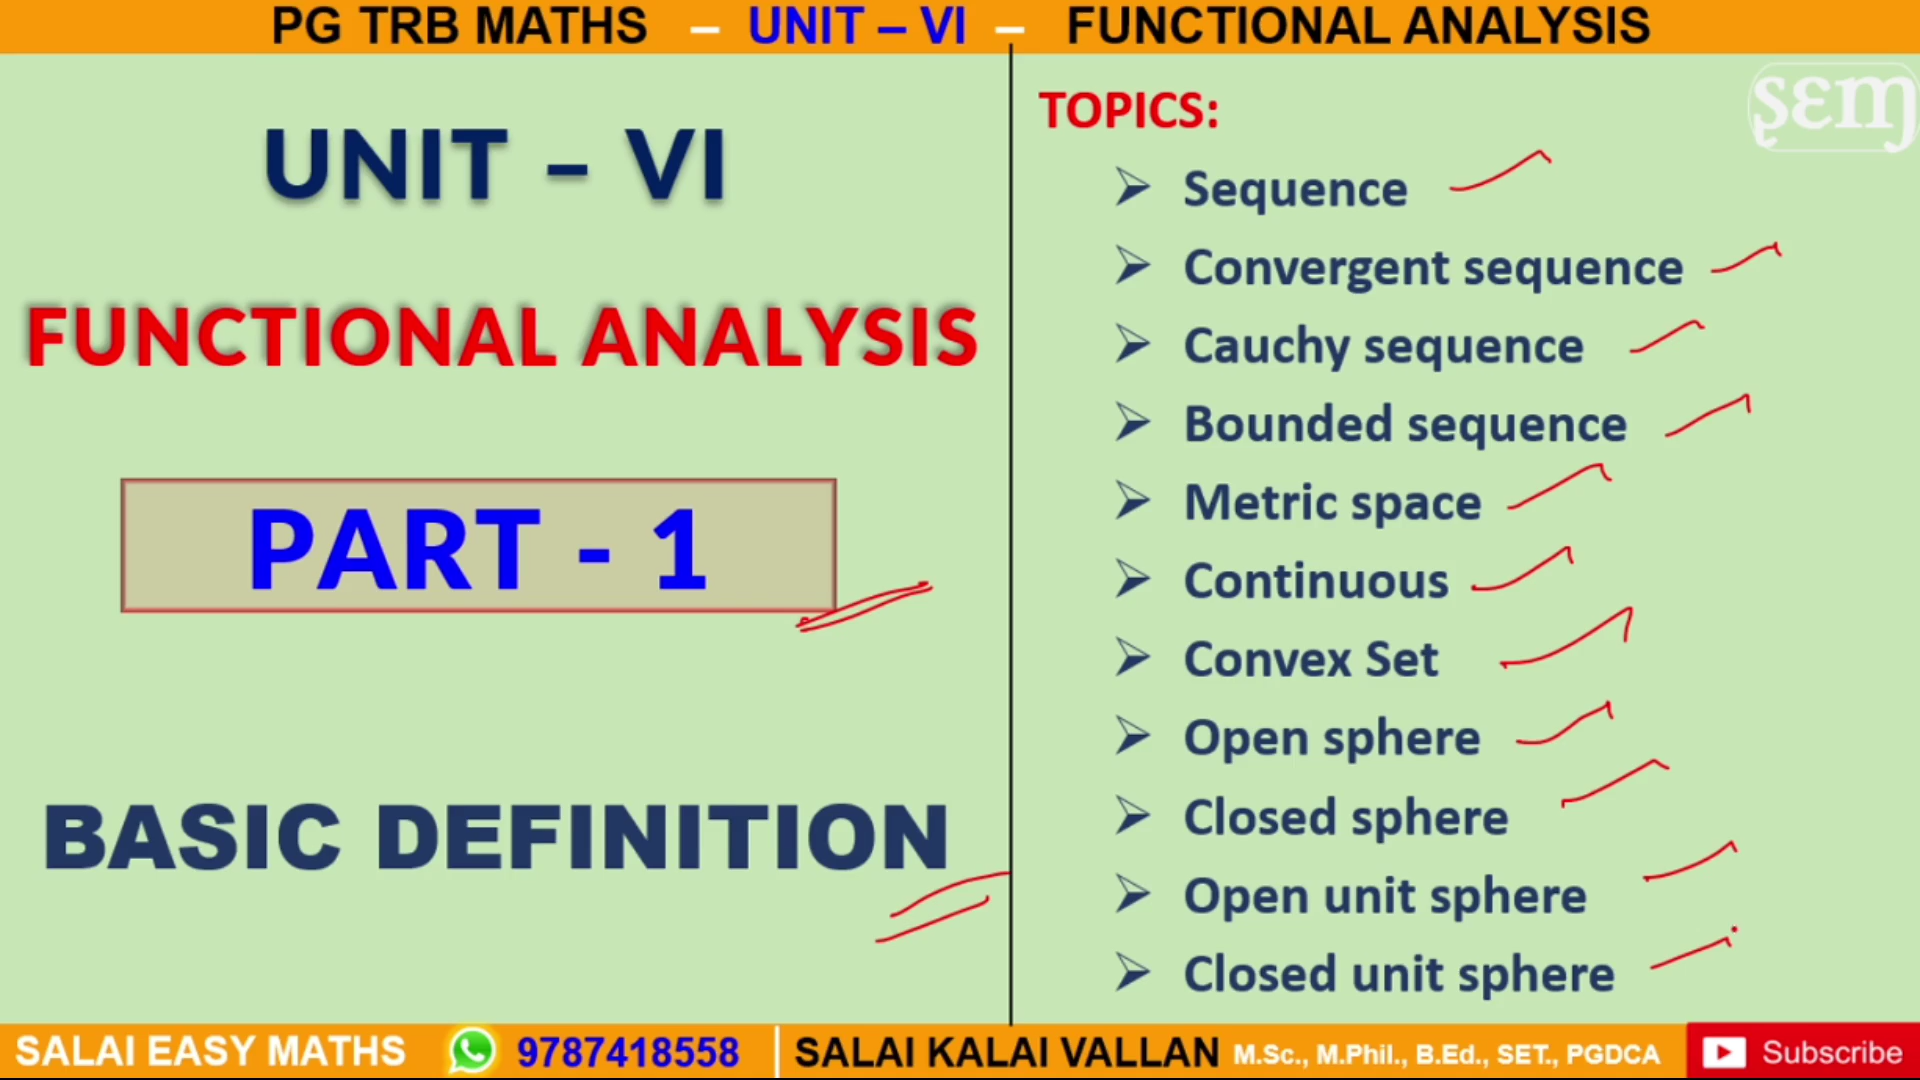 PG TRB MATHS – UNIT – VI – FUNCTIONAL ANALYSIS
UNIT – VI
FUNCTIONAL ANALYSIS
PART - 1
BASIC DEFINITION
TOPICS:
Sequence
Convergent sequence
Cauchy sequence
Bounded sequence
Metric space
Continuous
Convex Set
Open sphere
Closed sphere
Open unit sphere
Closed unit sphere
sem
SALAI EASY MATHS 9787418558 SALAI KALAI VALLAN M.Sc., M.Phil., B.Ed., SET., PGDCA Subscribe